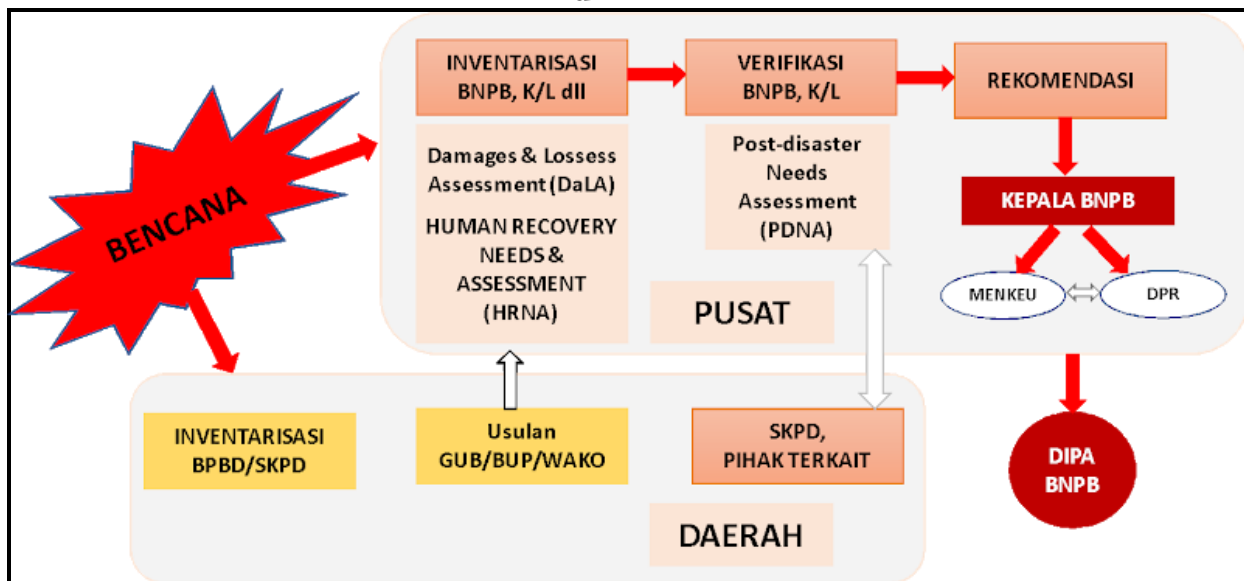 BENCANA
INVENTARISASI
BNPB, K/L dll
VERIFIKASI
BNPB, K/L
REKOMENDASI
Damages & Lossess
Assessment (DaLA)
HUMAN RECOVERY
NEEDS &
ASSESSMENT
(HRNA)
Post-disaster
Needs
Assessment
(PDNA)
KEPALA BNPB
MENKEU
DPR
PUSAT
INVENTARISASI
BPBD/SKPD
Usulan
GUB/BUP/WAKO
SKPD,
PIHAK TERKAIT
DIPA
BNPB
DAERAH